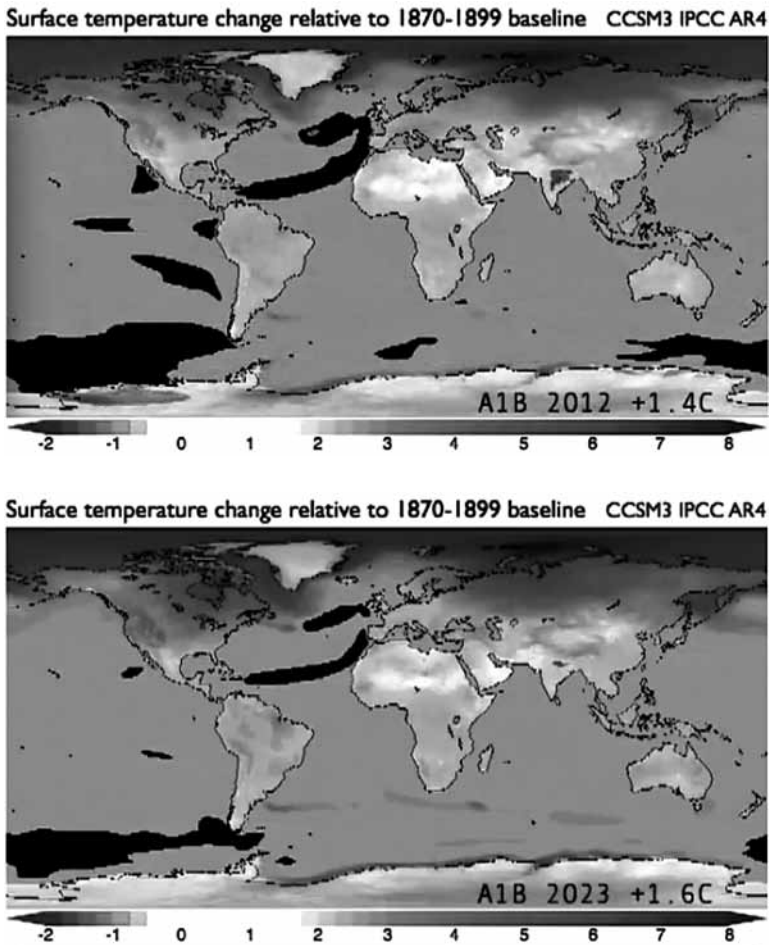 Surface temperature change relative to 1870-1899 baseline CCSM3 IPCC AR4
A1B 2012 +1.4C
-2 -1 0 1 2 3 4 5 6 7 8
Surface temperature change relative to 1870-1899 baseline CCSM3 IPCC AR4
A1B 2023 +1.6C
-2 -1 0 1 2 3 4 5 6 7 8